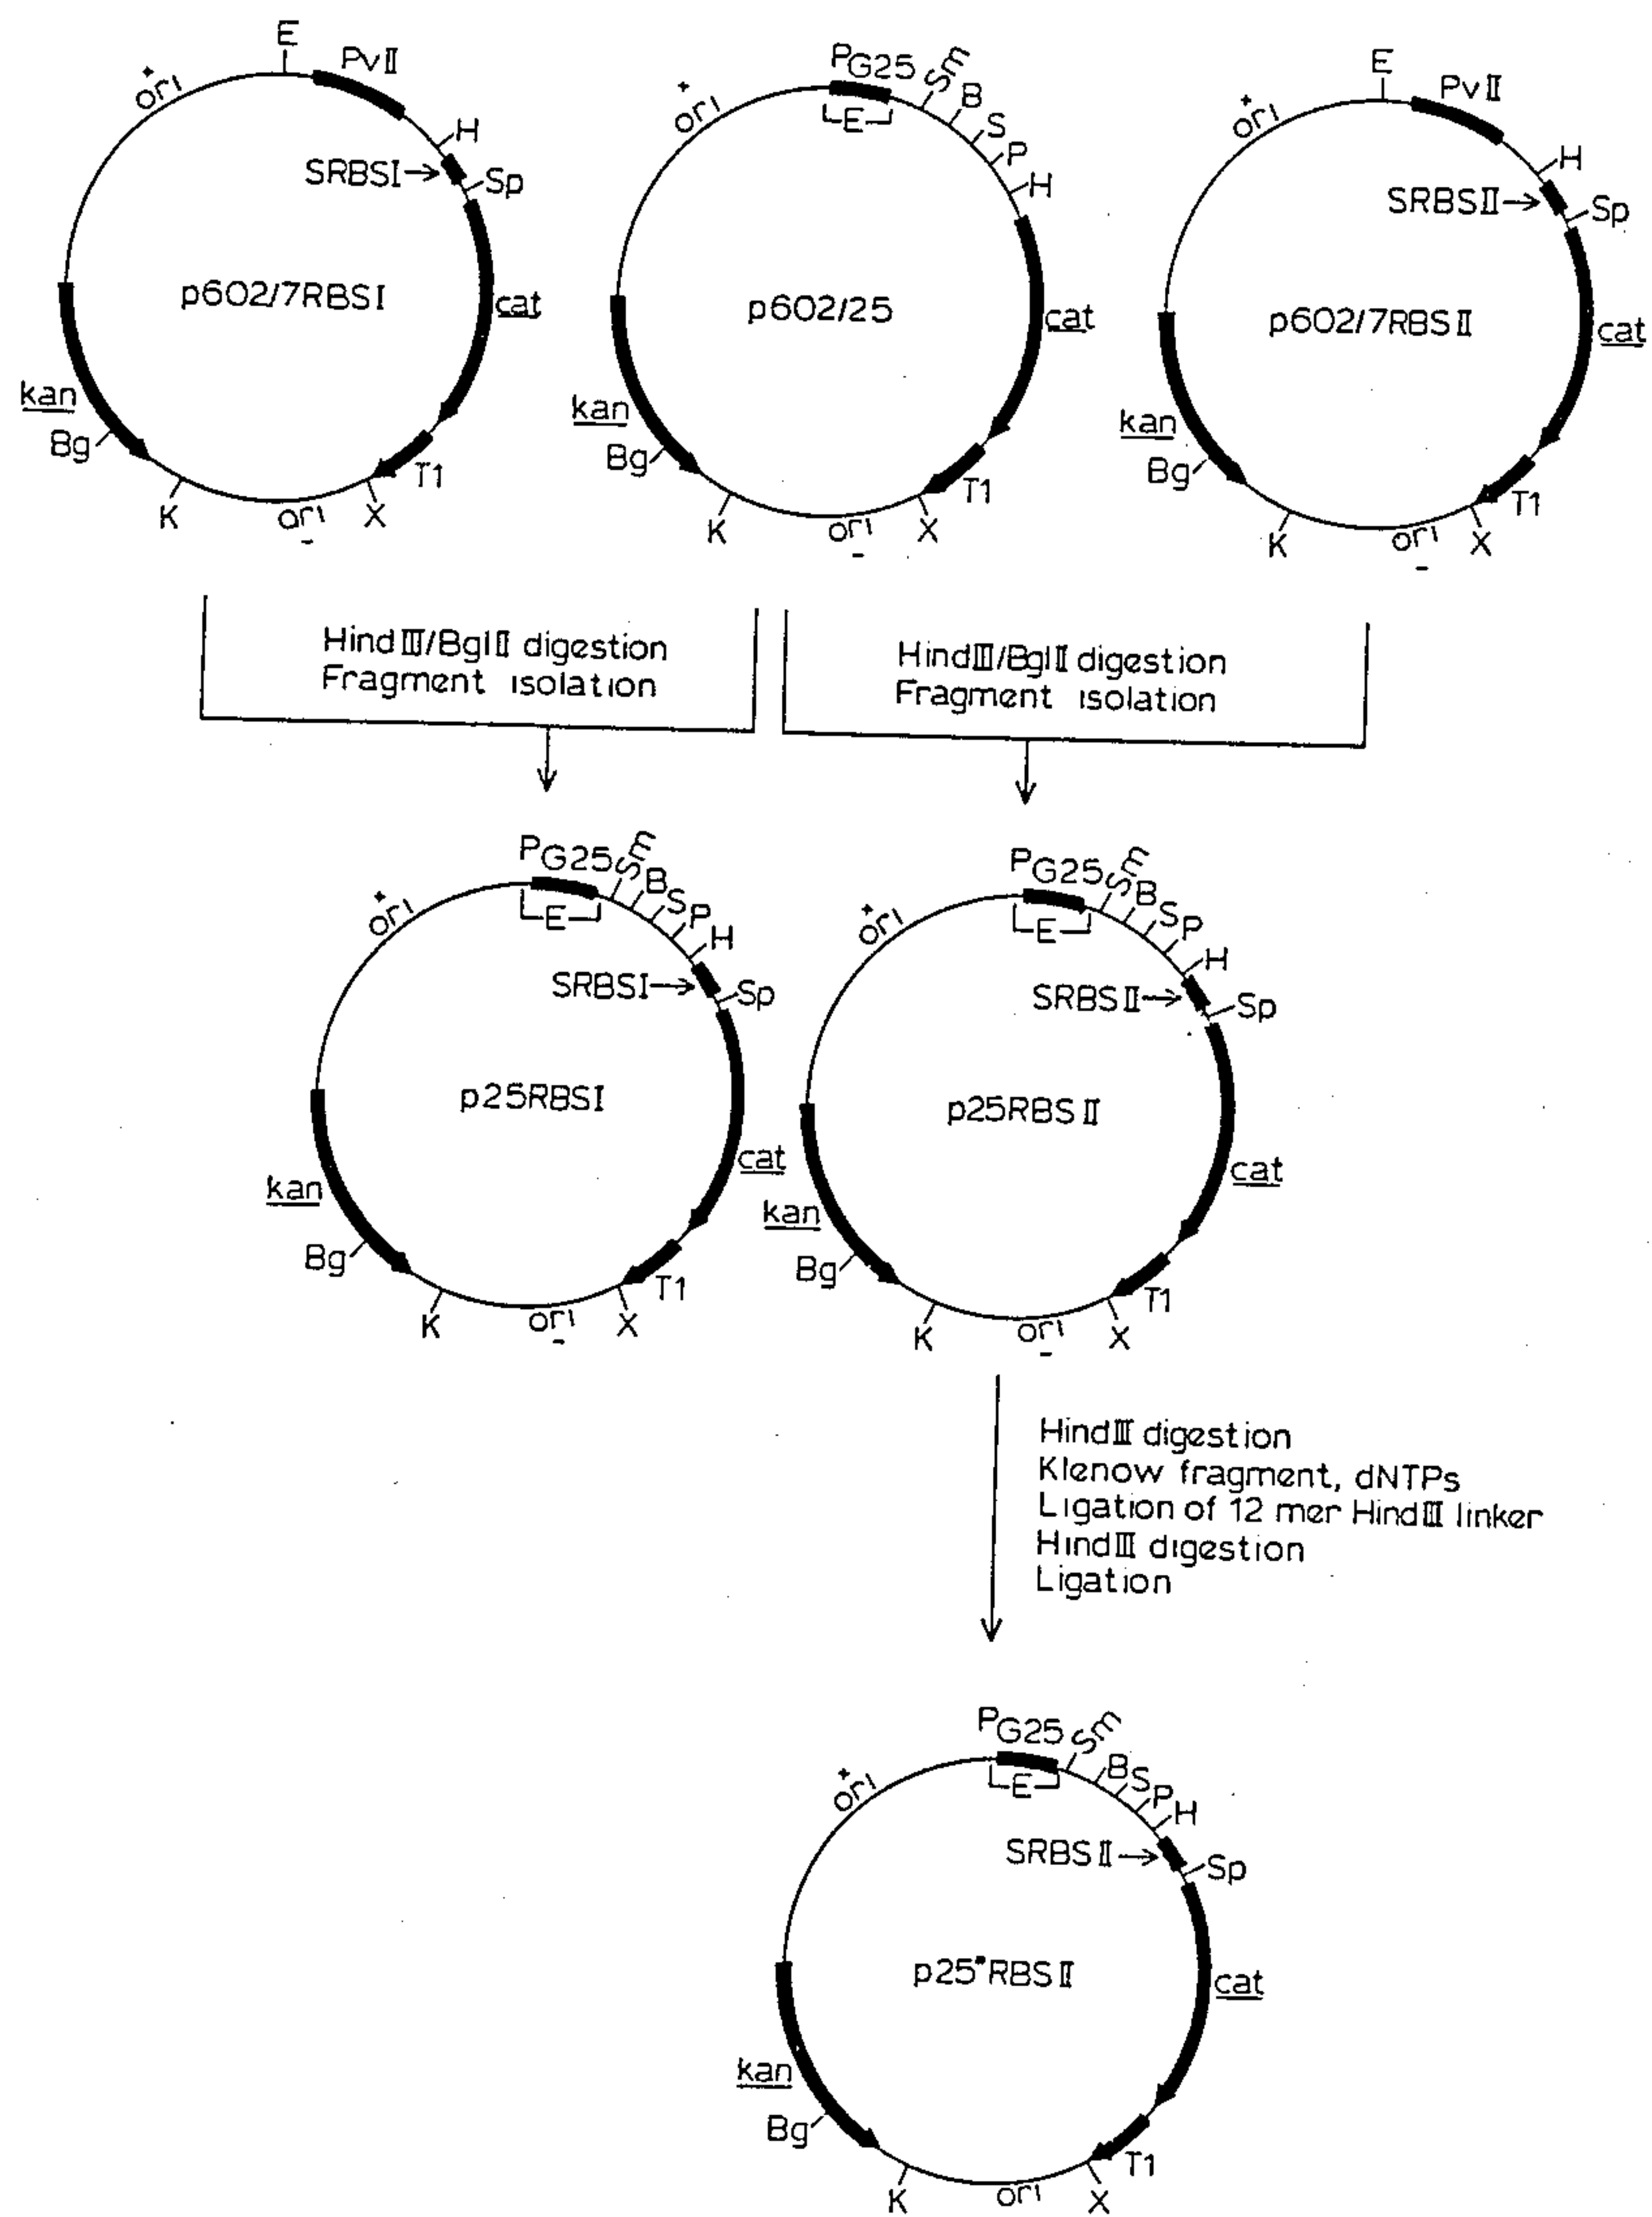 E
PvII
+
ori
H
SRBSI→
Sp
p602/7RBSI
cat
kan
Bg
T1
K
ori
-
X
PG25
Sm
B
+
ori
E
S
P
H
p602/25
cat
kan
Bg
T1
K
ori
-
X
E
PvII
+
ori
H
SRBSII→
Sp
p602/7RBSII
cat
kan
Bg
T1
K
ori
-
X
HindIII/BglII digestion
Fragment isolation
HindIII/BglII digestion
Fragment isolation
PG25
Sm
B
S
P
H
+
ori
E
SRBSI→
Sp
p25RBSI
cat
kan
Bg
T1
K
ori
-
X
PG25
Sm
B
S
P
H
+
ori
E
SRBSII→
Sp
p25RBSII
cat
kan
Bg
T1
K
ori
-
X
HindIII digestion
Klenow fragment, dNTPs
Ligation of 12 mer HindIII linker
HindIII digestion
Ligation
PG25
Sm
B
S
P
H
+
ori
E
SRBSII→
Sp
p25*RBSII
cat
kan
Bg
T1
K
ori
X